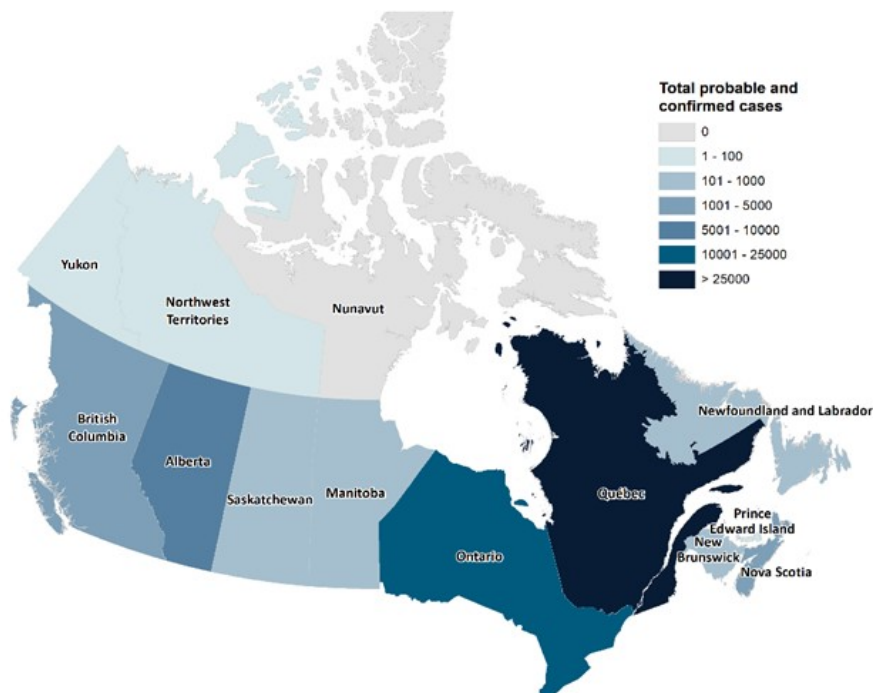 Total probable and
confirmed cases
0
1 - 100
101 - 1000
1001 - 5000
5001 - 10000
10001 - 25000
> 25000
Yukon
Northwest
Territories
Nunavut
British
Columbia
Alberta
Saskatchewan
Manitoba
Ontario
Québec
Newfoundland and Labrador
Prince
Edward Island
New
Brunswick
Nova Scotia